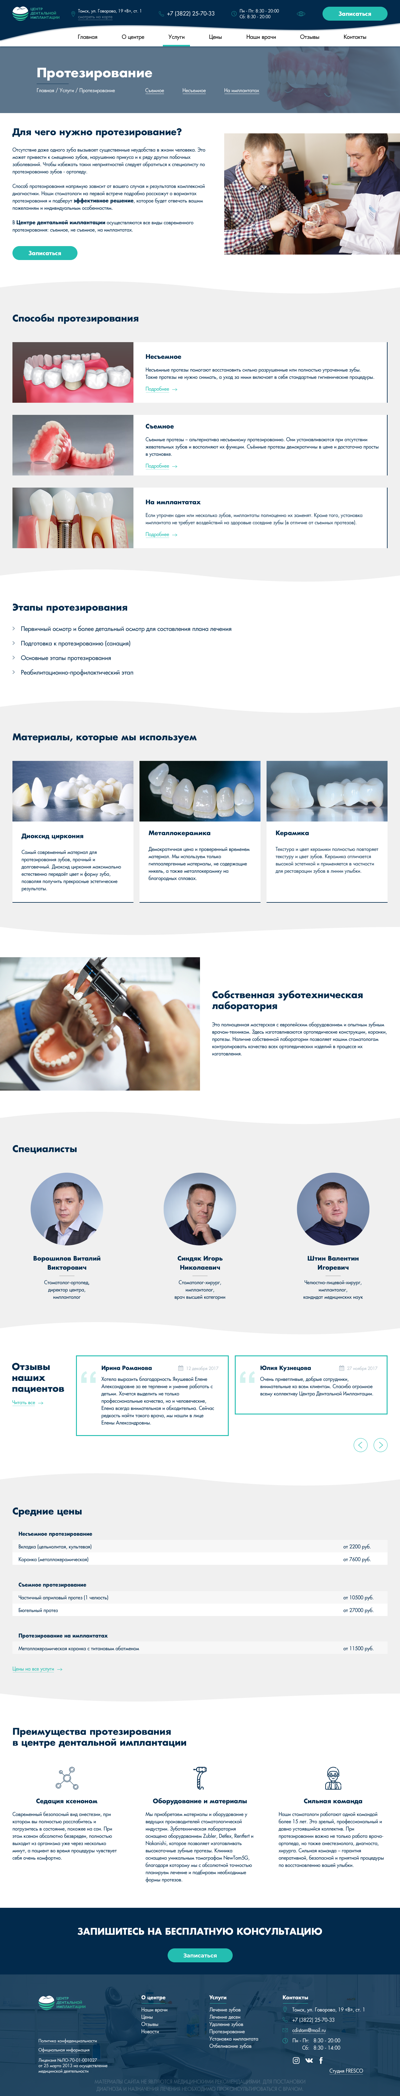 ЦЕНТР
ДЕНТАЛЬНОЙ
ИМПЛАНТАЦИИ
Томск, ул. Говорова, 19 «В», ст. 1
смотреть на карте
+7 (3822) 25-70-33
Пн - Пт: 8:30 - 20:00
Сб: 8:30 - 20:00
Записаться
Главная
О центре
Услуги
Цены
Наши врачи
Отзывы
Контакты
Протезирование
Главная / Услуги / Протезирование
Съемное
Несъемное
На имплантатах
Для чего нужно протезирование?
Отсутствие даже одного зуба вызывает существенные неудобства в жизни человека. Это
может привести к смещению зубов, нарушению прикуса и к ряду других побочных
заболеваний. Чтобы избежать таких неприятностей следует обратиться к специалисту по
протезированию зубов - ортопеду.
Способ протезирования напрямую зависит от вашего случая и результатов комплексной
диагностики. Наши стоматологи на первой встрече подробно расскажут о вариантах
протезирования и подберут эффективное решение, которое будет отвечать вашим
пожеланиям и индивидуальным особенностям.
В Центре дентальной имплантации осуществляются все виды современного
протезирования: съемное, не съемное, на имплантатах.
Записаться
Способы протезирования
Несъемное
Несъемные протезы помогают восстановить сильно разрушенные или полностью утраченные зубы.
Такие протезы не нужно снимать, а уход за ними включает в себя стандартные гигиенические процедуры.
Подробнее
Съемное
Съемные протезы – альтернатива несъемному протезированию. Они устанавливаются при отсутствии
жевательных зубов и восполняют их функции. Съёмные протезы демократичны в цене и достаточно просты
в установке.
Подробнее
На имплантатах
Если утрачен один или несколько зубов, имплантаты полноценно их заменят. Кроме того, установка
имплантата не требует воздействий на здоровые соседние зубы (в отличие от съемных протезов).
Подробнее
Этапы протезирования
Первичный осмотр и более детальный осмотр для составления плана лечения
Подготовка к протезированию (санация)
Основные этапы протезирования
Реабилитационно-профилактический этап
Материалы, которые мы используем
Диоксид циркония
Самый современный материал для
протезирования зубов, прочный и
долговечный. Диоксид циркония максимально
естественно передаёт цвет и форму зуба,
позволяя получить прекрасные эстетические
результаты.
Металлокерамика
Демократичная цена и проверенный временем
материал. Мы используем только
гипоаллергенные материалы, не содержащие
никель, а также металлокерамику на
благородных сплавах.
Керамика
Текстура и цвет керамики полностью повторяет
текстуру и цвет зубов. Керамика отличается
высокой эстетикой и применяется в частности
для реставрации зубов в линии улыбки.
Собственная зуботехническая
лаборатория
Это полноценная мастерская с европейским оборудованием и опытным зубным
врачом-техником. Здесь изготавливаются ортопедические конструкции, коронки,
протезы. Наличие собственной лаборатории позволяет нашим стоматологам
контролировать качество всех ортопедических изделий в процессе их
изготовления.
Специалисты
Ворошилов Виталий
Викторович
Стоматолог-ортопед,
директор центра,
имплантолог
Синдяк Игорь
Николаевич
Стоматолог-хирург,
имплантолог,
врач высшей категории
Штин Валентин
Игоревич
Челюстно-лицевой-хирург,
имплантолог,
кандидат медицинских наук
Отзывы
наших
пациентов
Читать все
Ирина Романова
12 декабря 2017
Хотела выразить благодарность Якушевой Елене
Александровне за ее терпение и умение работать с
детьми. Хочется выделить не только
профессиональные качества, но и человеческие,
Елена всегда внимательная и обходительна. Сейчас
редкость найти такого врача, мы нашли в лице
Елены Александровны.
Юлия Кузнецова
27 ноября 2017
Очень приветливые, добрые сотрудники,
внимательные ко всем клиентам. Спасибо огромное
всему коллективу Центра Дентальной Имплантации.
Средние цены
Несъемное протезирование
Вкладка (цельнолитая, культевая)
от 2200 руб.
Коронка (металлокерамическая)
от 7600 руб.
Съемное протезирование
Частичный акриловый протез (1 челюсть)
от 10500 руб.
Бюгельный протез
от 27000 руб.
Протезирование на имплантатах
Металлокерамическая коронка с титановым абатменом
от 11500 руб.
Цены на все услуги
Преимущества протезирования
в центре дентальной имплантации
Седация ксеноном
Современный безопасный вид анестезии, при
котором вы полностью расслабитесь и
погрузитесь в состояние, похожее на сон. При
этом ксенон абсолютно безвреден, полностью
выходит из организма уже через несколько
минут, а пациент во время процедуры чувствует
себя очень комфортно.
Оборудование и материалы
Мы приобретаем материалы и оборудование у
ведущих производителей стоматологической
индустрии. Зуботехническая лаборатория
оснащена оборудованием Zubler, Detlex, Renfert и
Nakanishi, которое позволяет изготавливать
высокоточные зубные протезы. Клиника
оснащена уникальным томографом NewTom5G,
благодаря которому мы с абсолютной точностью
планируем лечение и подбираем необходимые
формы протезов.
Сильная команда
Наши стоматологи работают одной командой
более 15 лет. Это зрелый, профессиональный и
давно устоявшийся коллектив. При
протезировании важна не только работа врача-
ортопеда, но также анестезиолога, диагноста,
хирурга. Сильная команда – гарантия
оперативной, безопасной и приятной процедуры
по восстановлению вашей улыбки.
ЗАПИШИТЕСЬ НА БЕСПЛАТНУЮ КОНСУЛЬТАЦИЮ
Записаться
ЦЕНТР
ДЕНТАЛЬНОЙ
ИМПЛАНТАЦИИ
Политика конфиденциальности
Официальная информация
Лицензия №ЛО-70-01-001037
от 25 марта 2013 на осуществление
медицинской деятельности
О центре
Наши врачи
Цены
Отзывы
Новости
Услуги
Лечение зубов
Лечение десен
Удаление зубов
Протезирование
Установка имплантата
Отбеливание зубов
Контакты
Томск, ул. Говорова, 19 «В», ст. 1
+7 (3822) 25-70-33
cdistom@mail.ru
Пн - Пт: 8:30 - 20:00
Сб: 8:30 - 14:00
Студия FRESCO